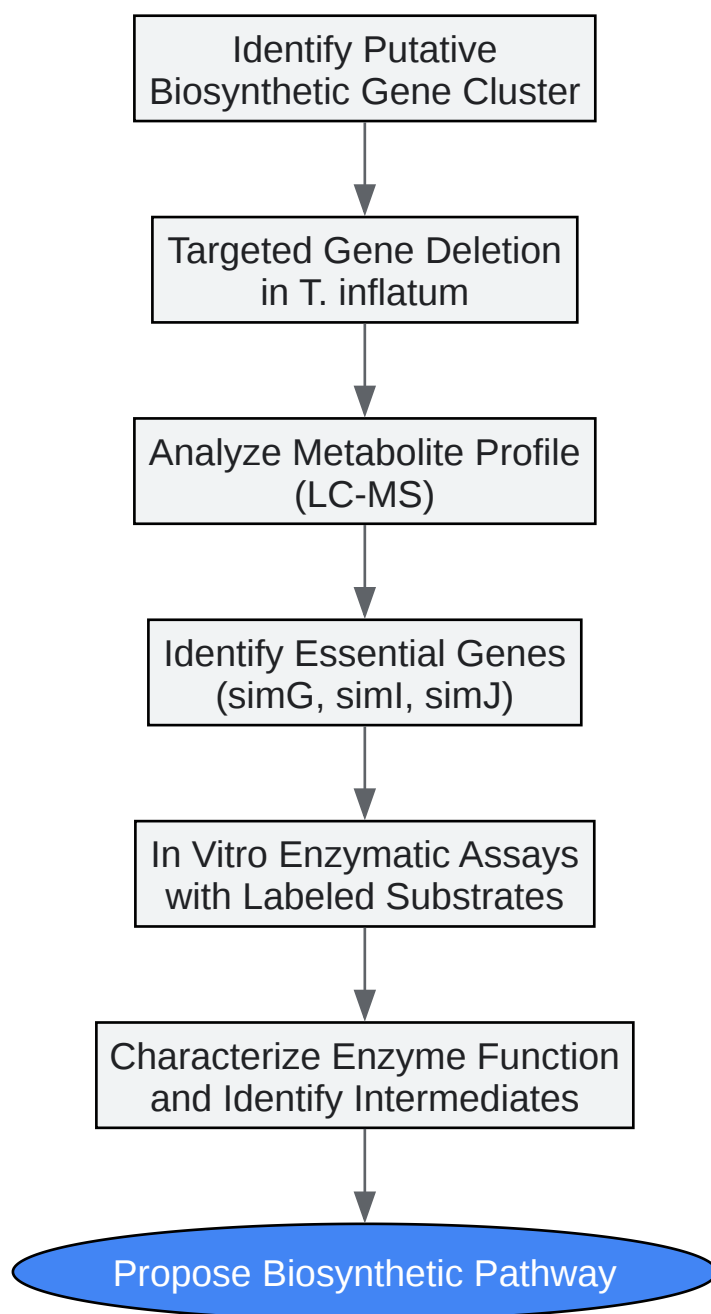 Identify Putative
Biosynthetic Gene Cluster
Targeted Gene Deletion
in T. inflatum
Analyze Metabolite Profile
(LC-MS)
Identify Essential Genes
(simG, simI, simJ)
In Vitro Enzymatic Assays
with Labeled Substrates
Characterize Enzyme Function
and Identify Intermediates
Propose Biosynthetic Pathway